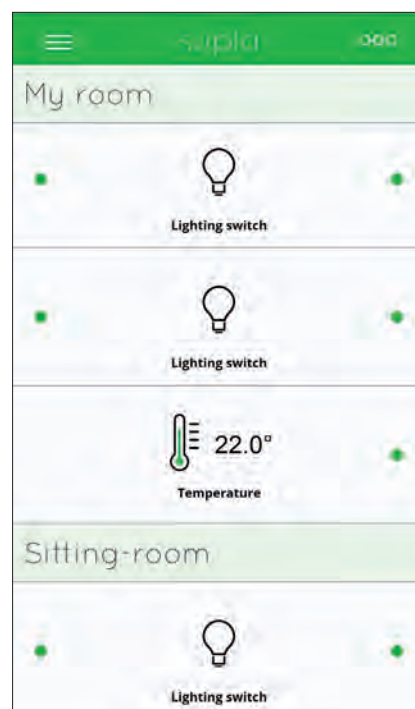 supla
My room
Lighting switch
Lighting switch
22.0°
Temperature
Sitting-room
Lighting switch